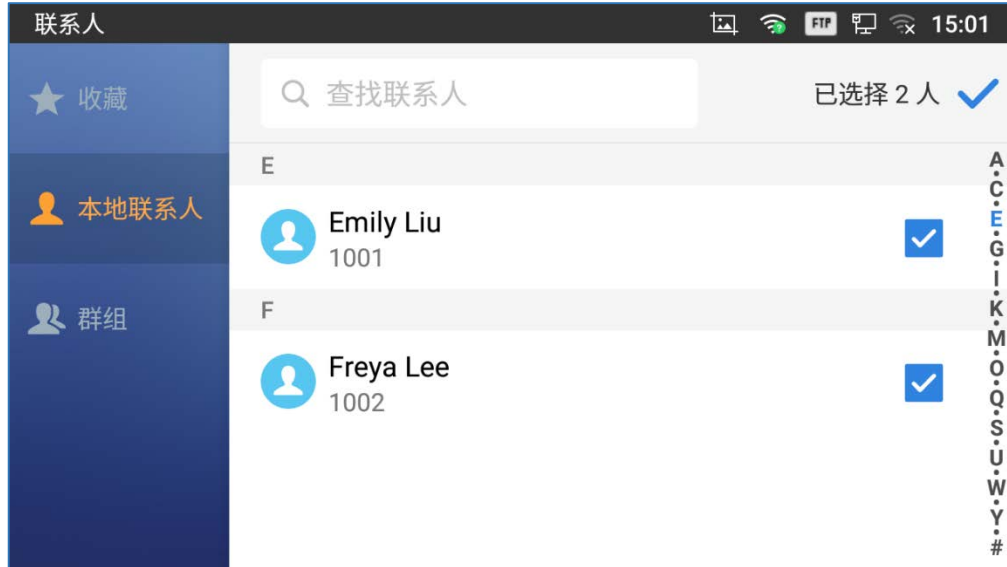 联系人
FTP
15:01
收藏
本地联系人
群组
查找联系人
已选择 2 人
E
Emily Liu
1001
F
Freya Lee
1002
A
C
E
G
I
K
M
O
Q
S
U
W
Y
#